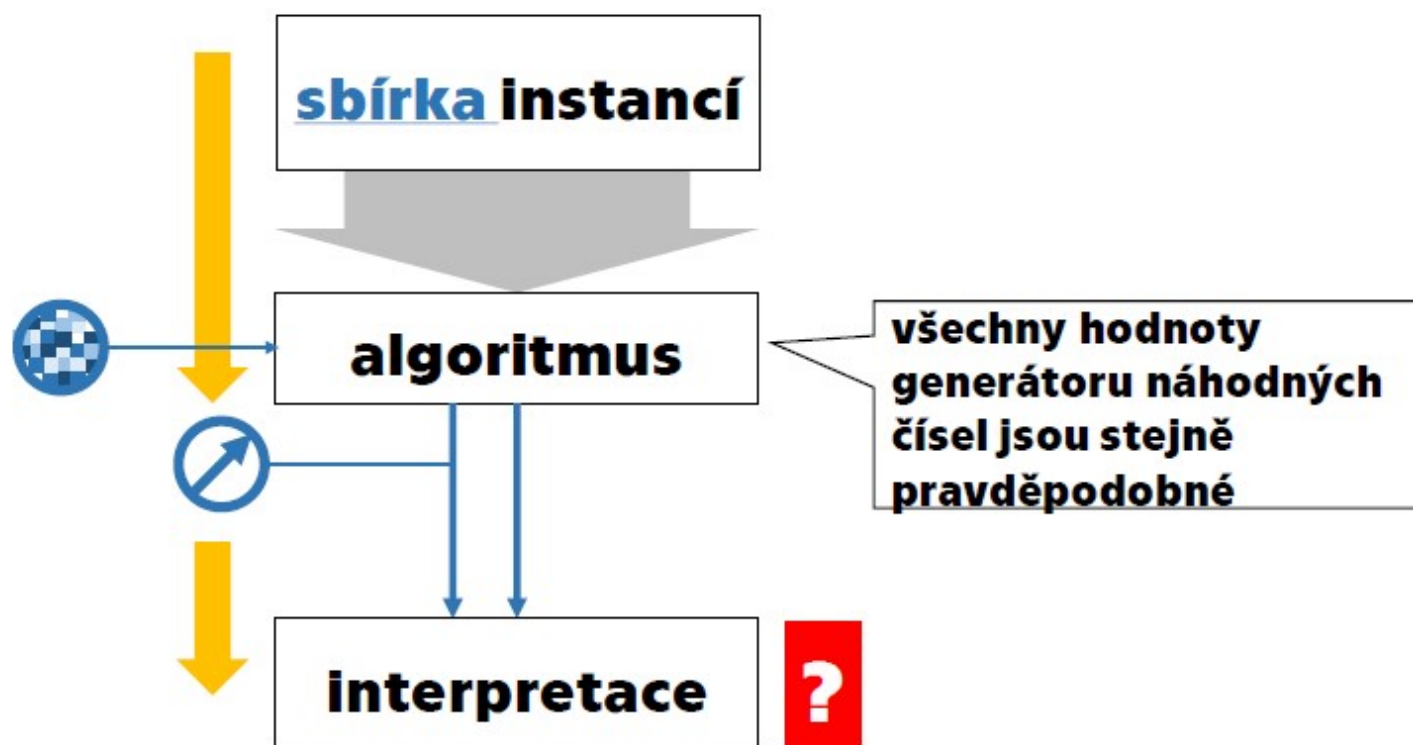 sbírka instancí
algoritmus
všechny hodnoty
generátoru náhodných
čísel jsou stejně
pravděpodobné
interpretace
?